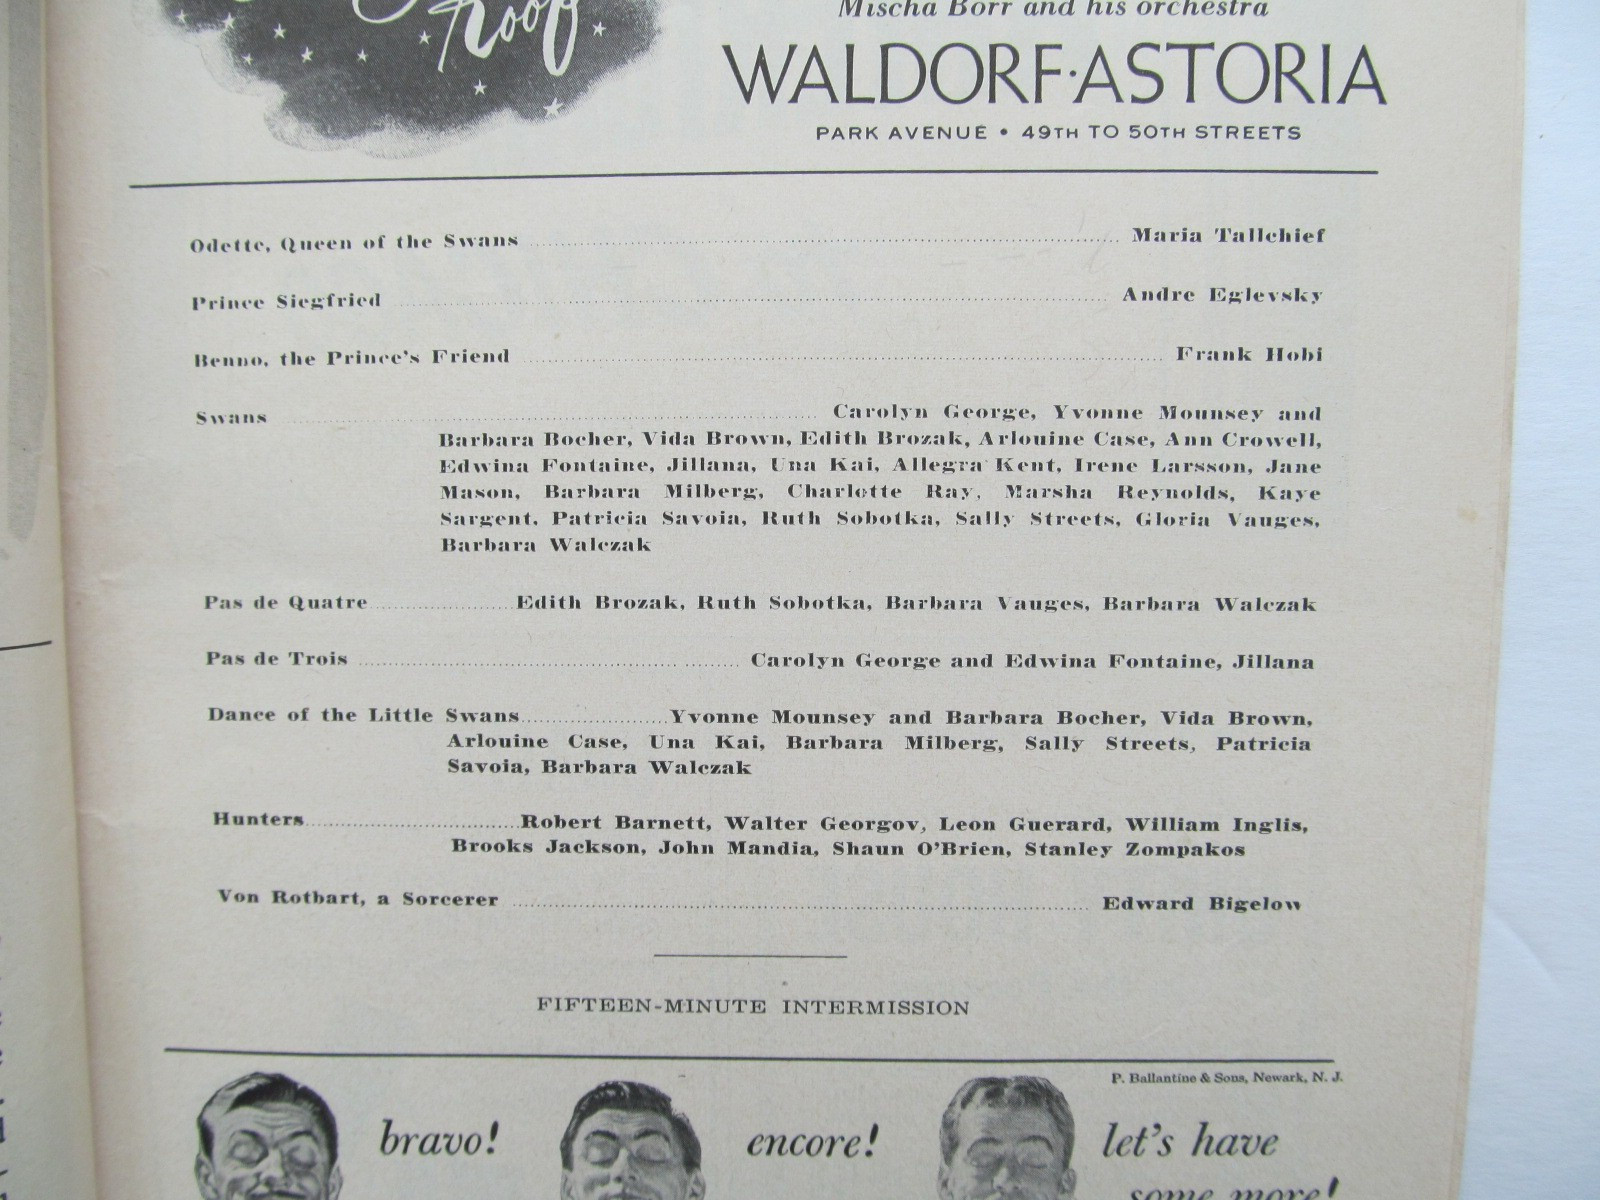 Roof
Mischa Borr and his orchestra
WALDORF·ASTORIA
PARK AVENUE • 49TH TO 50TH STREETS
Odette, Queen of the Swans Maria Tallchief
Prince Siegfried Andre Eglevsky
Benno, the Prince's Friend Frank Hobi
Swans Carolyn George, Yvonne Mounsey and
Barbara Bocher, Vida Brown, Edith Brozak, Arlouine Case, Ann Crowell,
Edwina Fontaine, Jillana, Una Kai, Allegra Kent, Irene Larsson, Jane
Mason, Barbara Milberg, Charlotte Ray, Marsha Reynolds, Kaye
Sargent, Patricia Savoia, Ruth Sobotka, Sally Streets, Gloria Vauges,
Barbara Walczak
Pas de Quatre Edith Brozak, Ruth Sobotka, Barbara Vauges, Barbara Walczak
Pas de Trois Carolyn George and Edwina Fontaine, Jillana
Dance of the Little Swans Yvonne Mounsey and Barbara Bocher, Vida Brown,
Arlouine Case, Una Kai, Barbara Milberg, Sally Streets, Patricia
Savoia, Barbara Walczak
Hunters Robert Barnett, Walter Georgov, Leon Guerard, William Inglis,
Brooks Jackson, John Mandia, Shaun O'Brien, Stanley Zompakos
Von Rotbart, a Sorcerer Edward Bigelow
FIFTEEN-MINUTE INTERMISSION
P. Ballantine & Sons, Newark, N. J.
bravo! encore! let's have
some more!